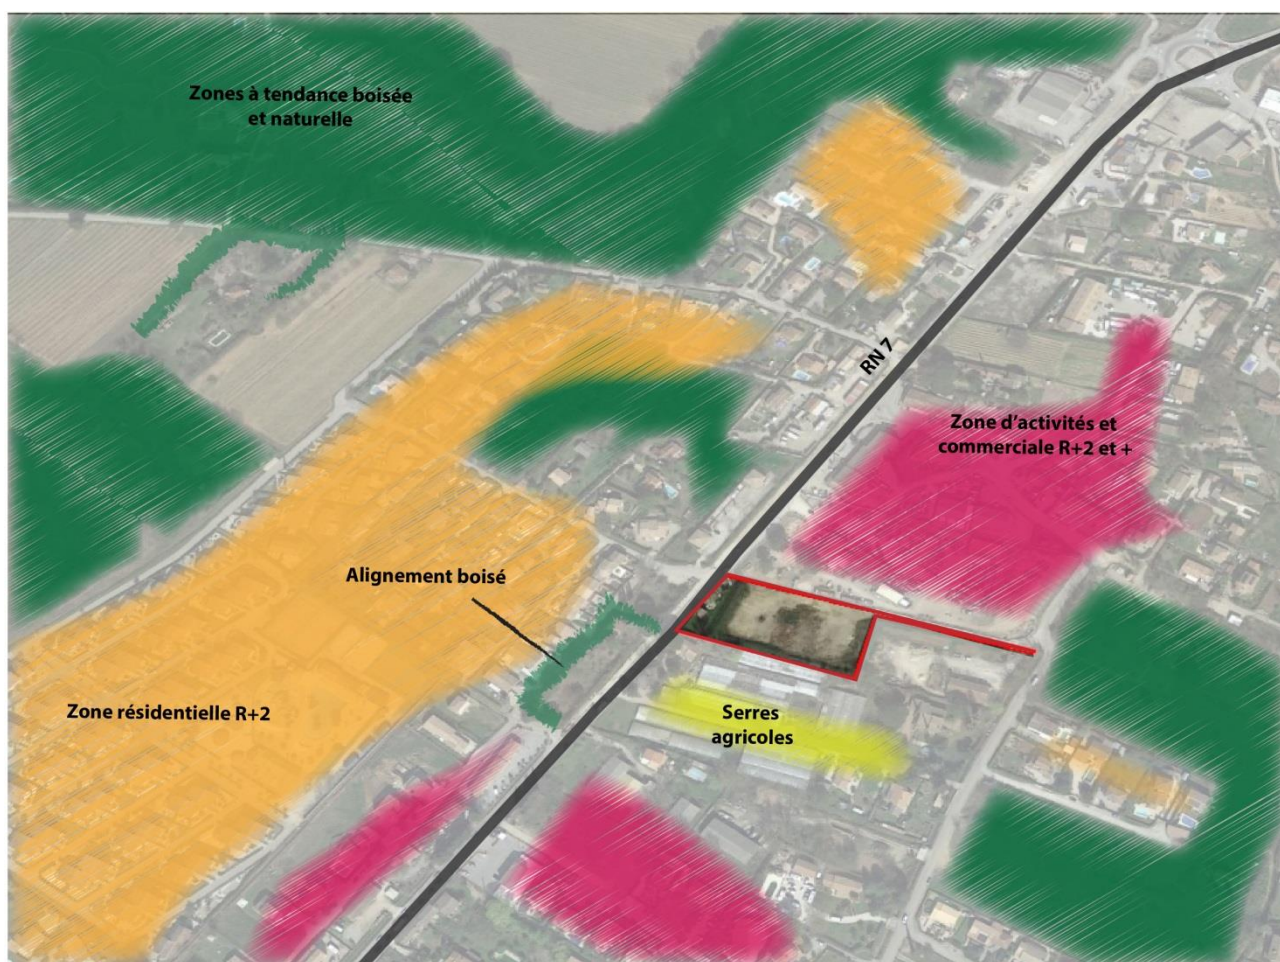 Zones à tendance boisée
et naturelle
RN 7
Zone d'activités et
commerciale R+2 et +
Alignement boisé
Zone résidentielle R+2
Serres
agricoles